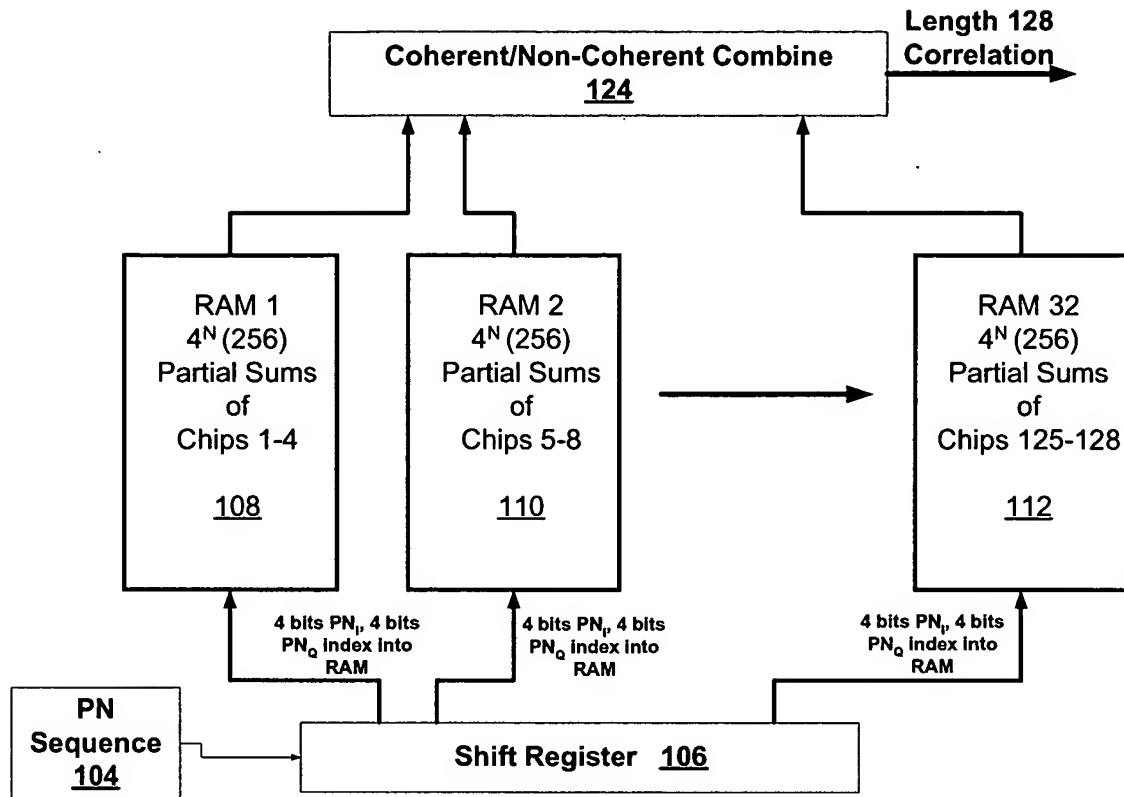 Length 128
Correlation
Coherent/Non-Coherent Combine
124
RAM 1
4^N (256)
Partial Sums
of
Chips 1-4
108
RAM 2
4^N (256)
Partial Sums
of
Chips 5-8
110
RAM 32
4^N (256)
Partial Sums
of
Chips 125-128
112
4 bits PN_I, 4 bits
PN_Q index into
RAM
4 bits PN_I, 4 bits
PN_Q index into
RAM
4 bits PN_I, 4 bits
PN_Q index into
RAM
PN
Sequence
104
Shift Register 106